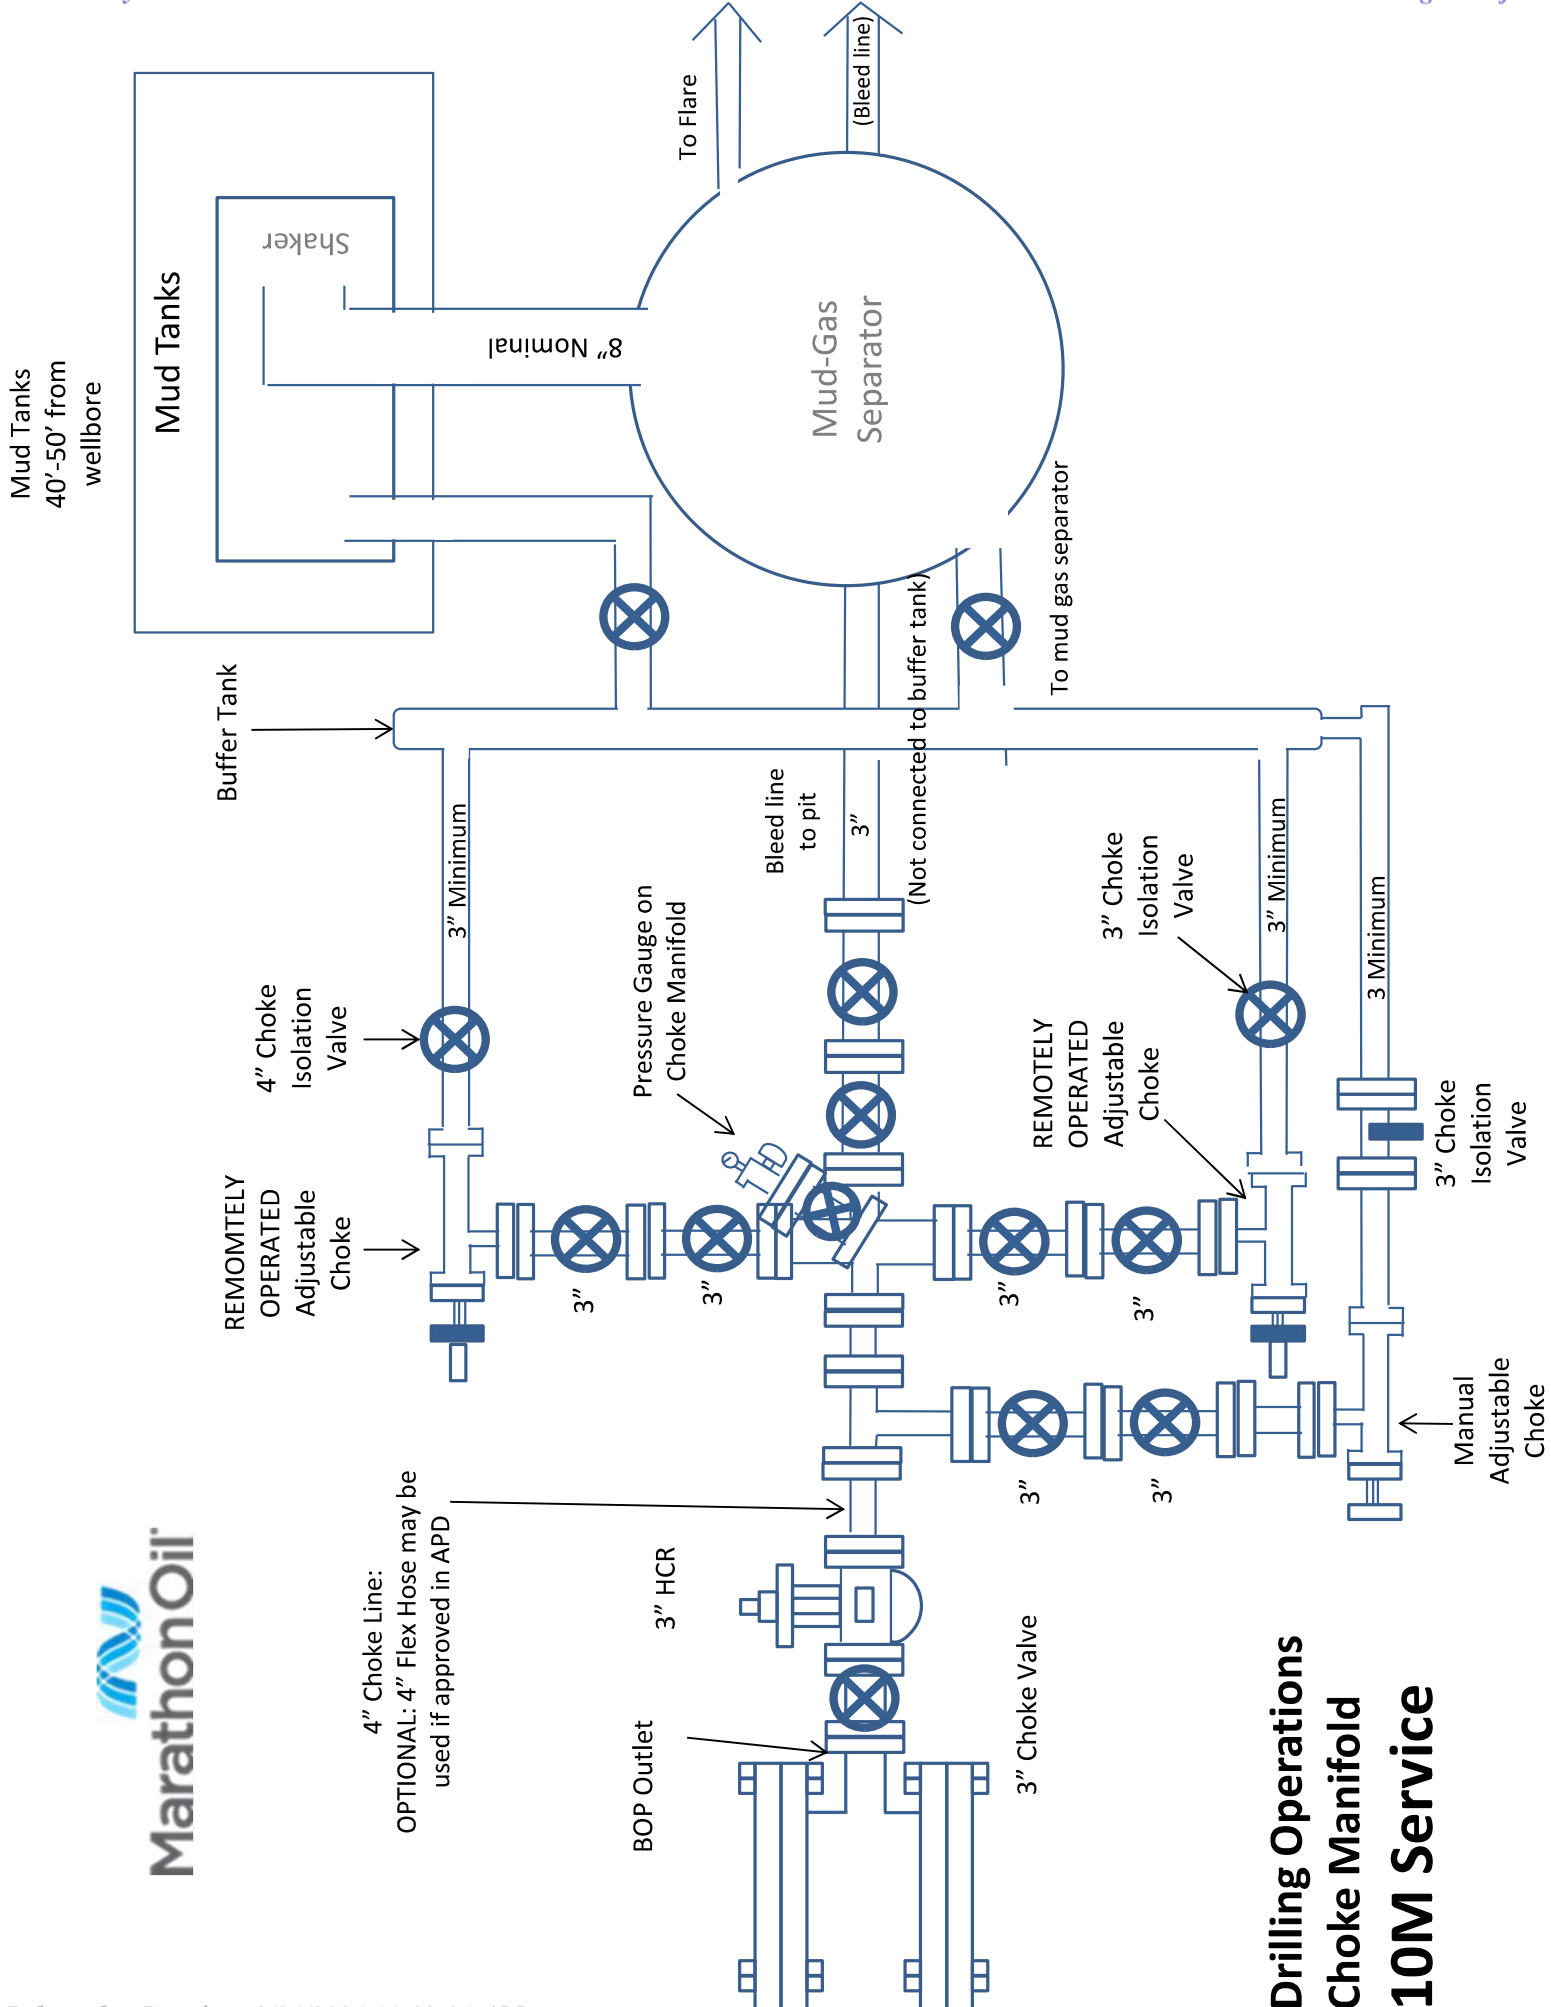 MarathonOil
Drilling Operations
Choke Manifold
10M Service
Mud Tanks
40’-50’ from
wellbore
Mud Tanks
Shaker
8” Nominal
To Flare
(Bleed line)
Mud-Gas
Separator
To mud gas separator
(Not connected to buffer tank)
Buffer Tank
3” Minimum
Bleed line
to pit
3”
4” Choke
Isolation
Valve
Pressure Gauge on
Choke Manifold
3” Choke
Isolation
Valve
3” Minimum
3 Minimum
REMOMTELY
OPERATED
Adjustable
Choke
REMOTELY
OPERATED
Adjustable
Choke
3” Choke
Isolation
Valve
3”
3”
3”
3”
3”
3”
Manual
Adjustable
Choke
4” Choke Line:
OPTIONAL: 4” Flex Hose may be
used if approved in APD
3” HCR
BOP Outlet
3” Choke Valve